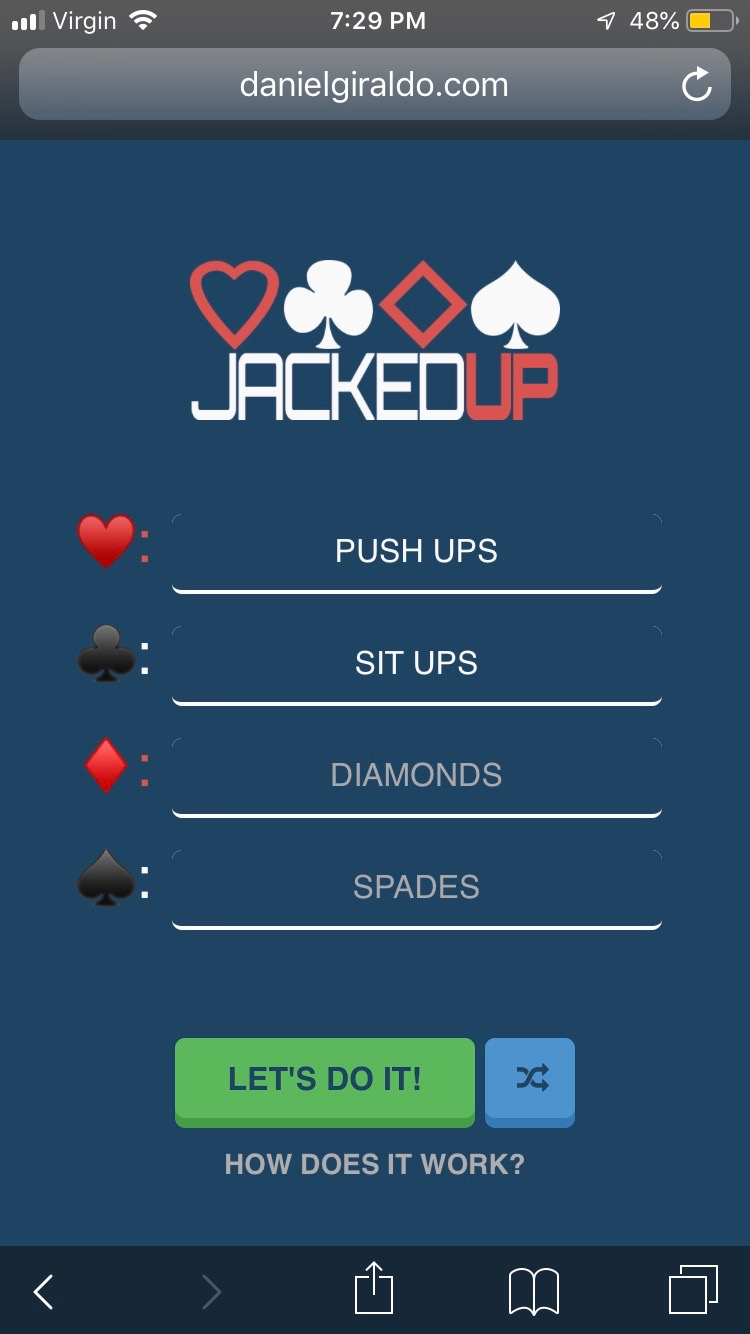 Virgin 7:29 PM 48%
danielgiraldo.com
JACKEDUP
: PUSH UPS
: SIT UPS
: DIAMONDS
: SPADES
LET'S DO IT!
HOW DOES IT WORK?